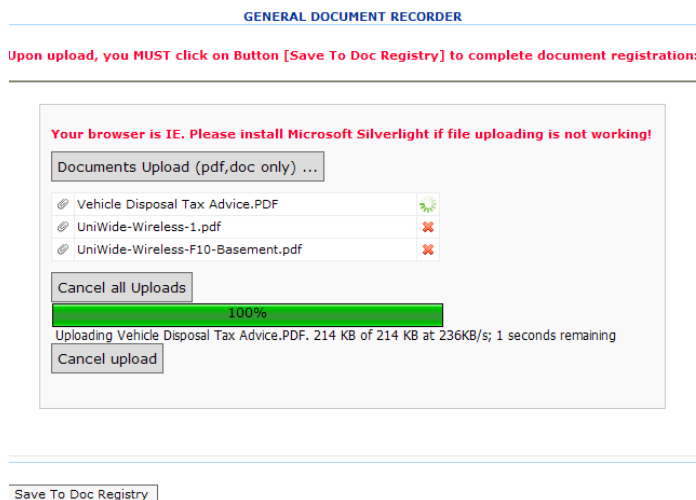 GENERAL DOCUMENT RECORDER
Upon upload, you MUST click on Button [Save To Doc Registry] to complete document registration:
Your browser is IE. Please install Microsoft Silverlight if file uploading is not working!
Documents Upload (pdf,doc only) ...
Vehicle Disposal Tax Advice.PDF
UniWide-Wireless-1.pdf
UniWide-Wireless-F10-Basement.pdf
Cancel all Uploads
100%
Uploading Vehicle Disposal Tax Advice.PDF. 214 KB of 214 KB at 236KB/s; 1 seconds remaining
Cancel upload
Save To Doc Registry